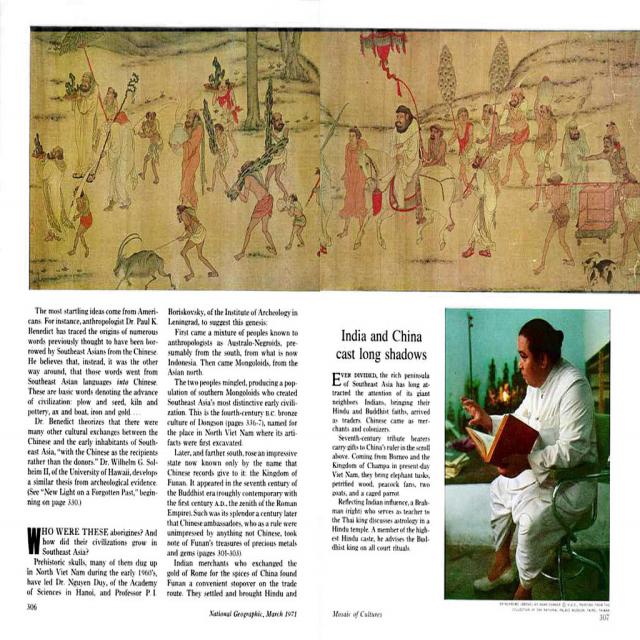 The most startling ideas come from Ameri-
cans. For instance, anthropologist Dr. Paul K.
Benedict has traced the origins of numerous
words previously thought to have been bor-
rowed by Southeast Asians from the Chinese.
He believes that, instead, it was the other
way around, that those words went from
Southeast Asian languages into Chinese.
These are basic words denoting the advance
of civilization: plow and seed, kiln and
pottery, ax and boat, iron and gold....
Dr. Benedict theorizes that there were
many other cultural exchanges between the
Chinese and the early inhabitants of South-
east Asia, "with the Chinese as the recipients
rather than the donors." Dr. Wilhelm G. Sol-
heim II, of the University of Hawaii, develops
a similar thesis from archeological evidence.
(See "New Light on a Forgotten Past," begin-
ning on page 330.)
WHO WERE THESE aborigines? And
how did their civilizations grow in
Southeast Asia?
Prehistoric skulls, many of them dug up
in North Viet Nam during the early 1960's,
have led Dr. Nguyen Duy, of the Academy
of Sciences in Hanoi, and Professor P. I.
306
Boriskovsky, of the Institute of Archeology in
Leningrad, to suggest this genesis:
First came a mixture of peoples known to
anthropologists as Australo-Negroids, pre-
sumably from the south, from what is now
Indonesia. Then came Mongoloids, from the
Asian north.
The two peoples mingled, producing a pop-
ulation of southern Mongoloids who created
Southeast Asia's most distinctive early civili-
zation. This is the fourth-century B.C. bronze
culture of Dongson (pages 336-7), named for
the place in North Viet Nam where its arti-
facts were first excavated.
Later, and farther south, rose an impressive
state now known only by the name that
Chinese records give to it: the Kingdom of
Funan. It appeared in the seventh century of
the Buddhist era (roughly contemporary with
the first century A.D., the zenith of the Roman
Empire). Such was its splendor a century later
that Chinese ambassadors, who as a rule were
unimpressed by anything not Chinese, took
note of Funan's treasures of precious metals
and gems (pages 301-303).
Indian merchants who exchanged the
gold of Rome for the spices of China found
Funan a convenient stopover on the trade
route. They settled and brought Hindu and
National Geographic, March 1971
India and China
cast long shadows
EVER DIVIDED, the rich peninsula
of Southeast Asia has long at-
tracted the attention of its giant
neighbors. Indians, bringing their
Hindu and Buddhist faiths, arrived
as traders. Chinese came as mer-
chants and colonizers.
Seventh-century tribute bearers
carry gifts to China's ruler in the scroll
above. Coming from Borneo and the
Kingdom of Champa in present-day
Viet Nam, they bring elephant tusks,
petrified wood, peacock fans, two
goats, and a caged parrot.
Reflecting Indian influence, a Brah-
man (right) who serves as teacher to
the Thai king discusses astrology in a
Hindu temple. A member of the high-
est Hindu caste, he advises the Bud-
dhist king on all court rituals.
Mosaic of Cultures
307